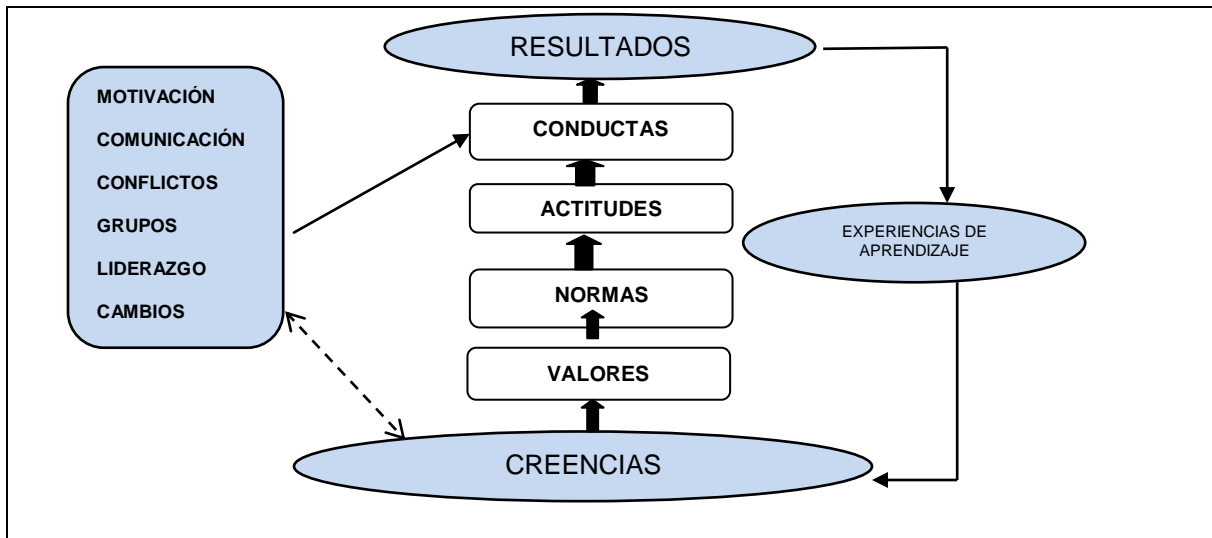 RESULTADOS
MOTIVACIÓN
COMUNICACIÓN
CONFLICTOS
GRUPOS
LIDERAZGO
CAMBIOS
CONDUCTAS
ACTITUDES
NORMAS
VALORES
CREENCIAS
EXPERIENCIAS DE
APRENDIZAJE